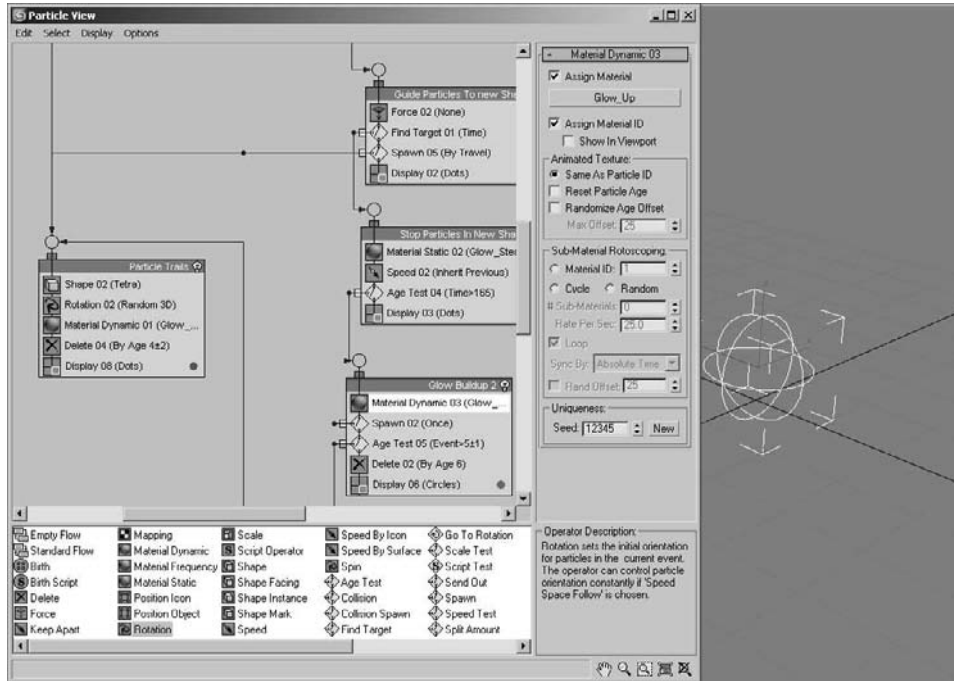 Particle View
Edit Select Display Options
Guide Particles To new Sha
Force 02 (None)
Find Target 01 (Time)
Spawn 05 (By Travel)
Display 02 (Dots)
Stop Particles In New Sha
Material Static 02 (Glow_Stea
Speed 02 (Inherit Previous)
Age Test 04 (Time>165)
Display 03 (Dots)
Particle Trails
Shape 02 (Tetra)
Rotation 02 (Random 3D)
Material Dynamic 01 (Glow_...
Delete 04 (By Age 4±2)
Display 08 (Dots)
Glow Buildup 2
Material Dynamic 03 (Glow_...
Spawn 02 (Once)
Age Test 05 (Event>5±1)
Delete 02 (By Age 6)
Display 06 (Circles)
- Material Dynamic 03
Assign Material
Glow_Up
Assign Material ID
Show In Viewport
Animated Texture:
Same As Particle ID
Reset Particle Age
Randomize Age Offset
Max Offset: 25
Sub-Material Rotoscoping:
Material ID: 1
Cycle Random
# Sub-Materials: 0
Rate Per Sec: 25.0
Loop
Sync By: Absolute Time
Rand Offset: 25
Uniqueness:
Seed: 12345 New
Empty Flow Mapping Scale Speed By Icon Go To Rotation
Standard Flow Material Dynamic Script Operator Speed By Surface Scale Test
Birth Material Frequency Shape Spin Script Test
Birth Script Material Static Shape Facing Age Test Send Out
Delete Position Icon Shape Instance Collision Spawn
Force Position Object Shape Mark Collision Spawn Speed Test
Keep Apart Rotation Speed Find Target Split Amount
Operator Description:
Rotation sets the initial orientation
for particles in the current event.
The operator can control particle
orientation constantly if 'Speed
Space Follow' is chosen.